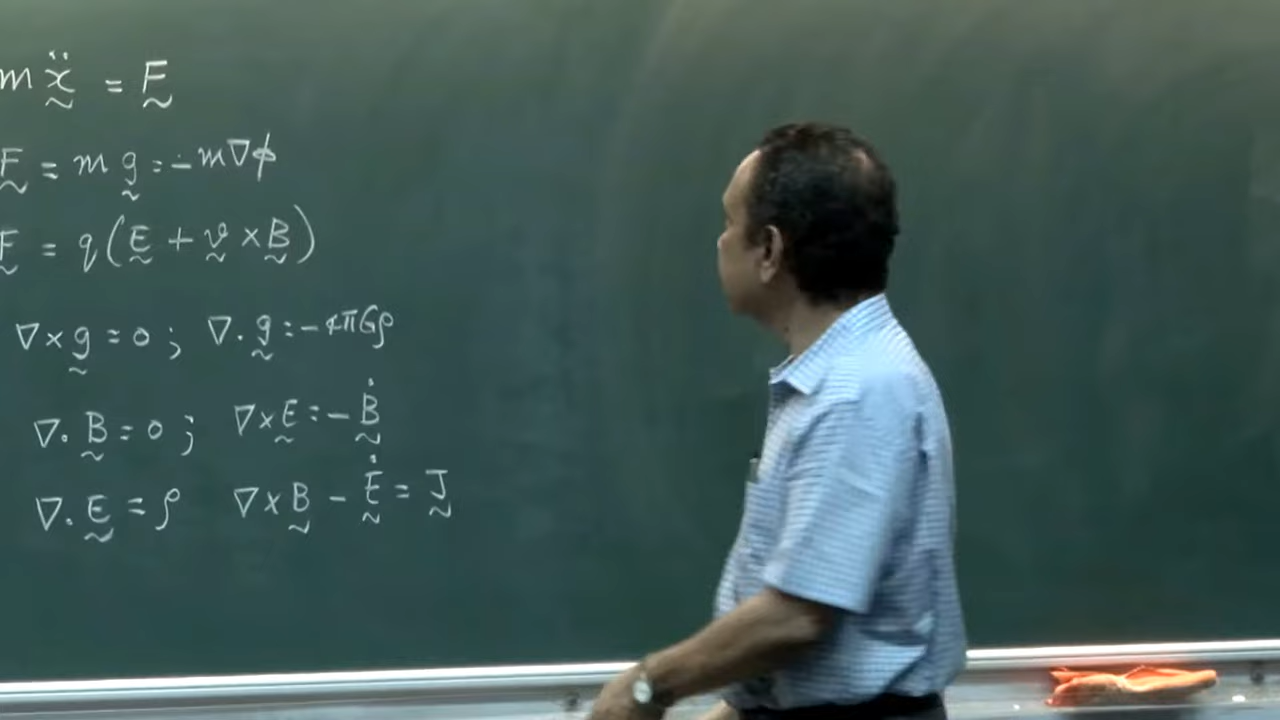 m ẍ = F
F = m g = - m∇ϕ
F = q(E + v × B)
∇ × g = 0 ; ∇. g = - 4πGρ
∇. B = 0 ; ∇ × E = - Ḃ
∇. E = ρ ∇ × B - Ė = J